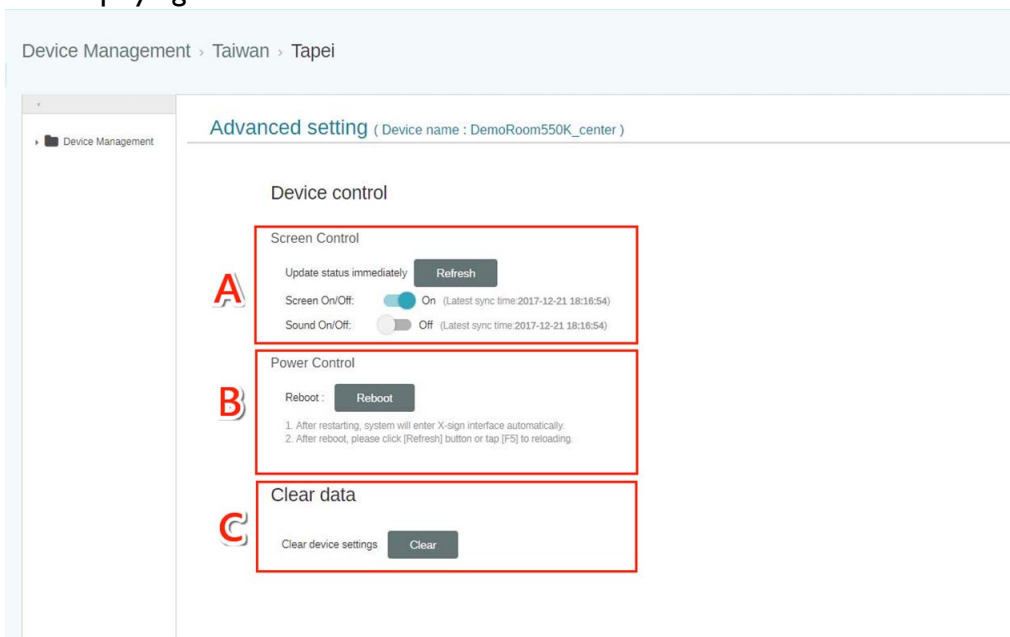 Device Management › Taiwan › Tapei
Device Management
Advanced setting ( Device name : DemoRoom550K_center )
Device control
A
Screen Control
Update status immediately Refresh
Screen On/Off: On (Latest sync time:2017-12-21 18:16:54)
Sound On/Off: Off (Latest sync time:2017-12-21 18:16:54)
B
Power Control
Reboot : Reboot
1. After restarting, system will enter X-sign interface automatically.
2. After reboot, please click [Refresh] button or tap [F5] to reloading.
C
Clear data
Clear device settings Clear